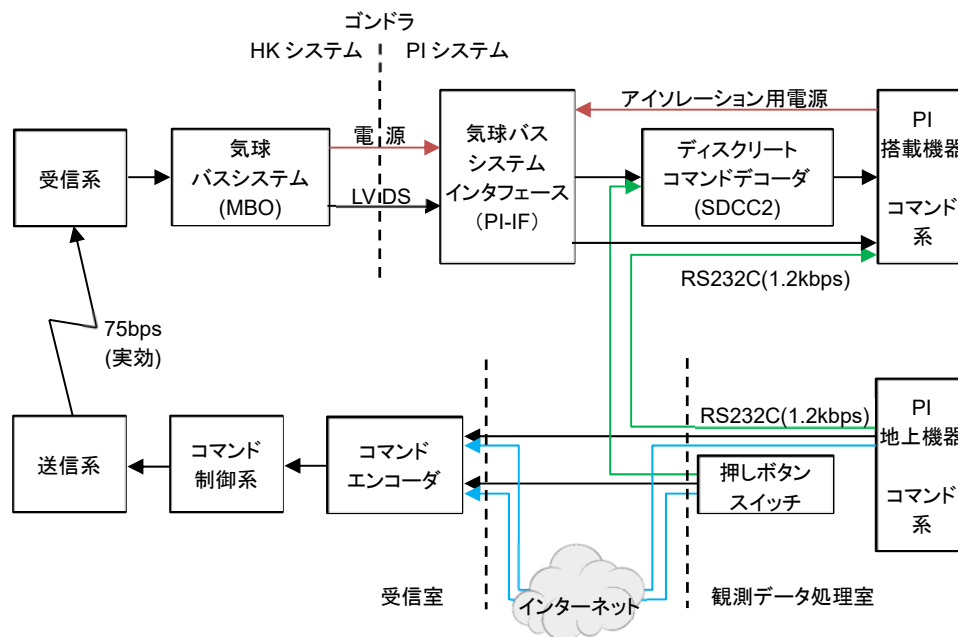 ゴンドラ
HK システム
PI システム
受信系
気球
バスシステム
(MBO)
電 源
LVDS
気球バス
システム
インタフェース
(PI-IF)
アイソレーション用電源
ディスクリート
コマンドデコーダ
(SDCC2)
PI
搭載機器
コマンド
系
RS232C(1.2kbps)
75bps
(実効)
送信系
コマンド
制御系
コマンド
エンコーダ
RS232C(1.2kbps)
押しボタン
スイッチ
PI
地上機器
コマンド
系
受信室
インターネット
観測データ処理室